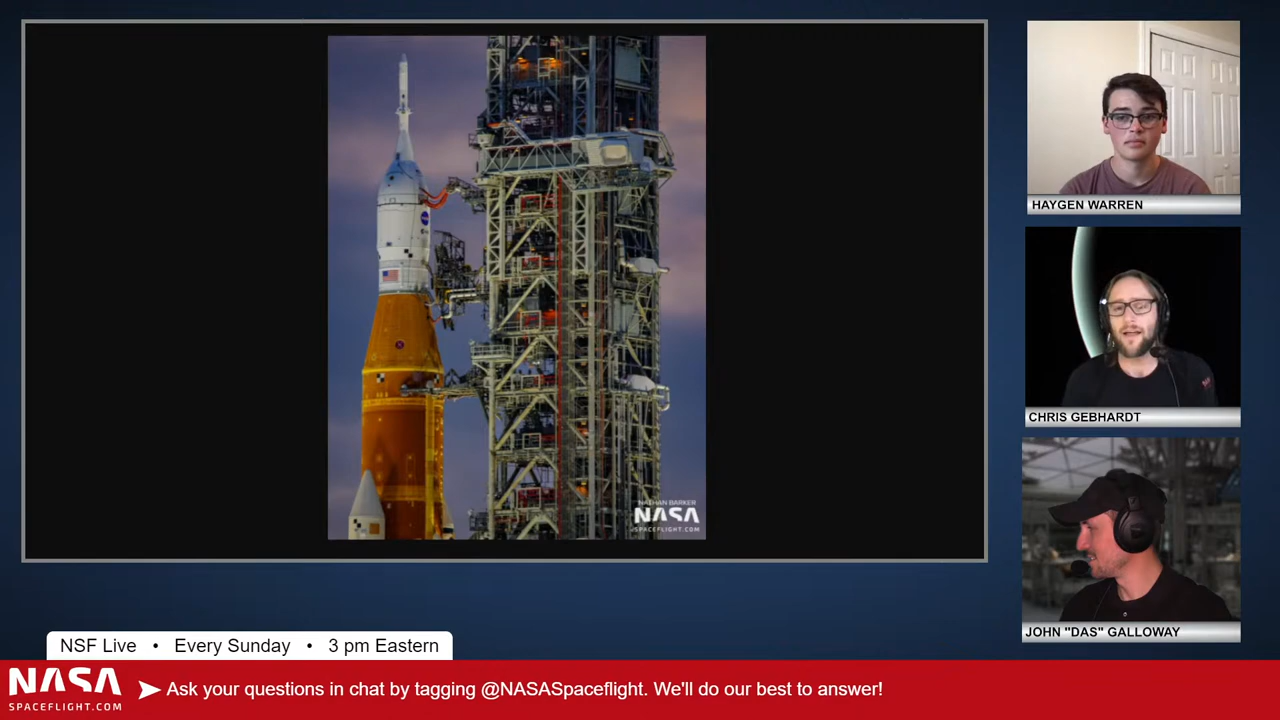 HAYGEN WARREN
CHRIS GEBHARDT
NATHAN BARKER
NASA
SPACEFLIGHT.COM
JOHN "DAS" GALLOWAY
NSF Live • Every Sunday • 3 pm Eastern
NASA
SPACEFLIGHT.COM
Ask your questions in chat by tagging @NASASpaceflight. We'll do our best to answer!